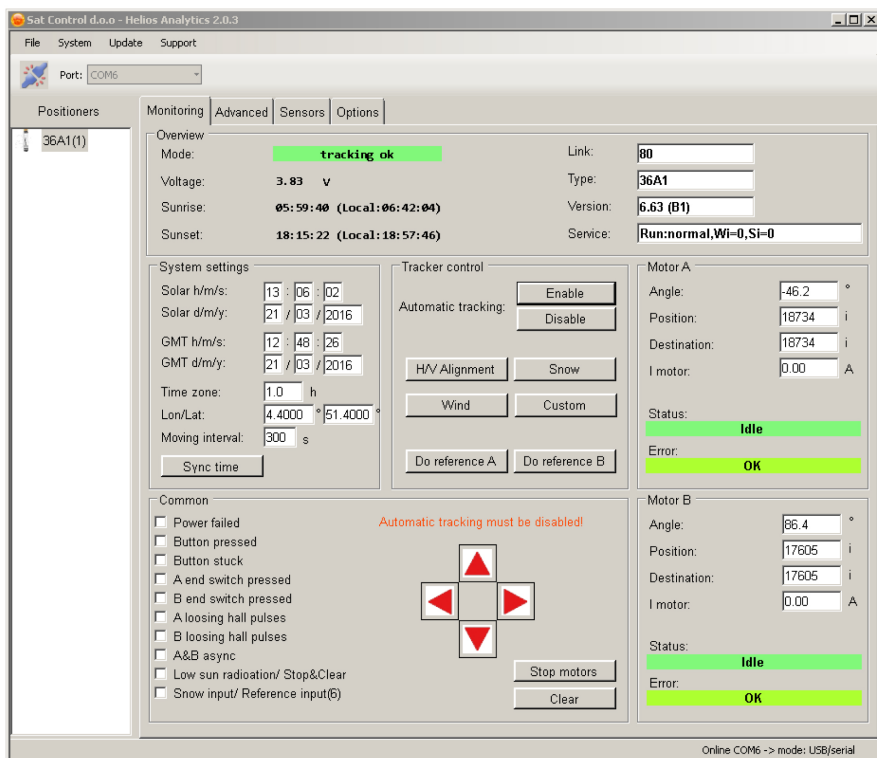 Sat Control d.o.o - Helios Analytics 2.0.3
File System Update Support
Port: COM6
Positioners
36A1(1)
Monitoring Advanced Sensors Options
Overview
Mode: tracking ok
Voltage: 3.83 V
Sunrise: 05:59:40 (Local:06:42:04)
Sunset: 18:15:22 (Local:18:57:46)
Link: 80
Type: 36A1
Version: 6.63 (B1)
Service: Run:normal,Wi=0,Si=0
System settings
Solar h/m/s: 13 : 06 : 02
Solar d/m/y: 21 / 03 / 2016
GMT h/m/s: 12 : 48 : 26
GMT d/m/y: 21 / 03 / 2016
Time zone: 1.0 h
Lon/Lat: 4.4000 ° 51.4000 °
Moving interval: 300 s
Sync time
Tracker control
Automatic tracking: Enable
Disable
H/V Alignment Snow
Wind Custom
Do reference A Do reference B
Motor A
Angle: -46.2 °
Position: 18734 i
Destination: 18734 i
I motor: 0.00 A
Status:
Idle
Error:
OK
Common
Power failed
Button pressed
Button stuck
A end switch pressed
B end switch pressed
A loosing hall pulses
B loosing hall pulses
A&B async
Low sun radioation/ Stop&Clear
Snow input/ Reference input(6)
Automatic tracking must be disabled!
Stop motors
Clear
Motor B
Angle: 86.4 °
Position: 17605 i
Destination: 17605 i
I motor: 0.00 A
Status:
Idle
Error:
OK
Online COM6 -> mode: USB/serial